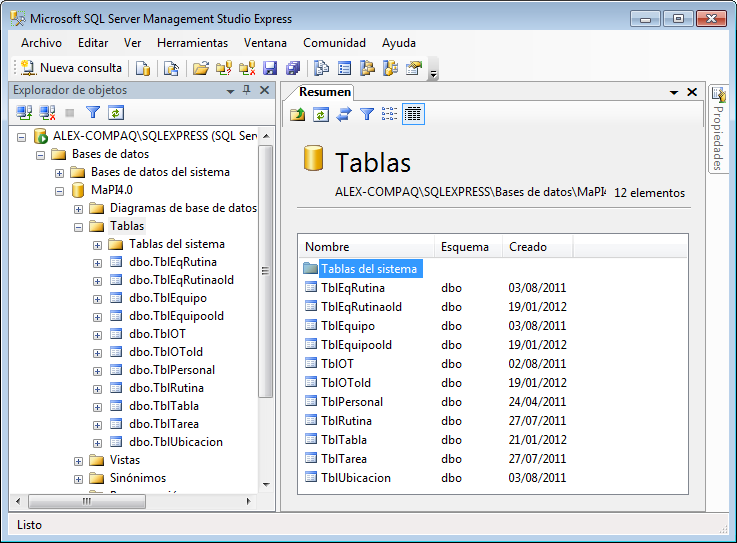 Microsoft SQL Server Management Studio Express
Archivo Editar Ver Herramientas Ventana Comunidad Ayuda
Nueva consulta
Explorador de objetos
ALEX-COMPAQ\SQLEXPRESS (SQL Ser
Bases de datos
Bases de datos del sistema
MaPI4.0
Diagramas de base de datos
Tablas
Tablas del sistema
dbo.TblEqRutina
dbo.TblEqRutinaold
dbo.TblEquipo
dbo.TblEquipoold
dbo.TblOT
dbo.TblOTold
dbo.TblPersonal
dbo.TblRutina
dbo.TblTabla
dbo.TblTarea
dbo.TblUbicacion
Vistas
Sinónimos
Resumen
Tablas
ALEX-COMPAQ\SQLEXPRESS\Bases de datos\MaPI4 12 elementos
Nombre Esquema Creado
Tablas del sistema
TblEqRutina dbo 03/08/2011
TblEqRutinaold dbo 19/01/2012
TblEquipo dbo 03/08/2011
TblEquipoold dbo 19/01/2012
TblOT dbo 02/08/2011
TblOTold dbo 19/01/2012
TblPersonal dbo 24/04/2011
TblRutina dbo 27/07/2011
TblTabla dbo 21/01/2012
TblTarea dbo 27/07/2011
TblUbicacion dbo 03/08/2011
Propiedades
Listo